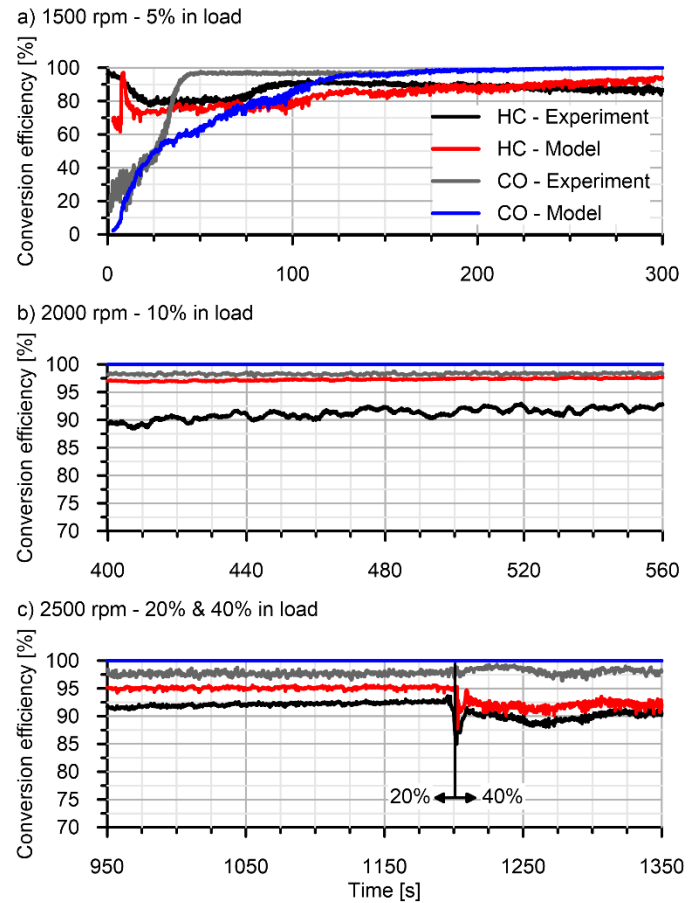 a) 1500 rpm - 5% in load
Conversion efficiency [%]
100
80
60
40
20
0
HC - Experiment
HC - Model
CO - Experiment
CO - Model
0 100 200 300
b) 2000 rpm - 10% in load
Conversion efficiency [%]
100
95
90
85
80
75
70
400 440 480 520 560
c) 2500 rpm - 20% & 40% in load
Conversion efficiency [%]
100
95
90
85
80
75
70
20% 40%
950 1050 1150 1250 1350
Time [s]